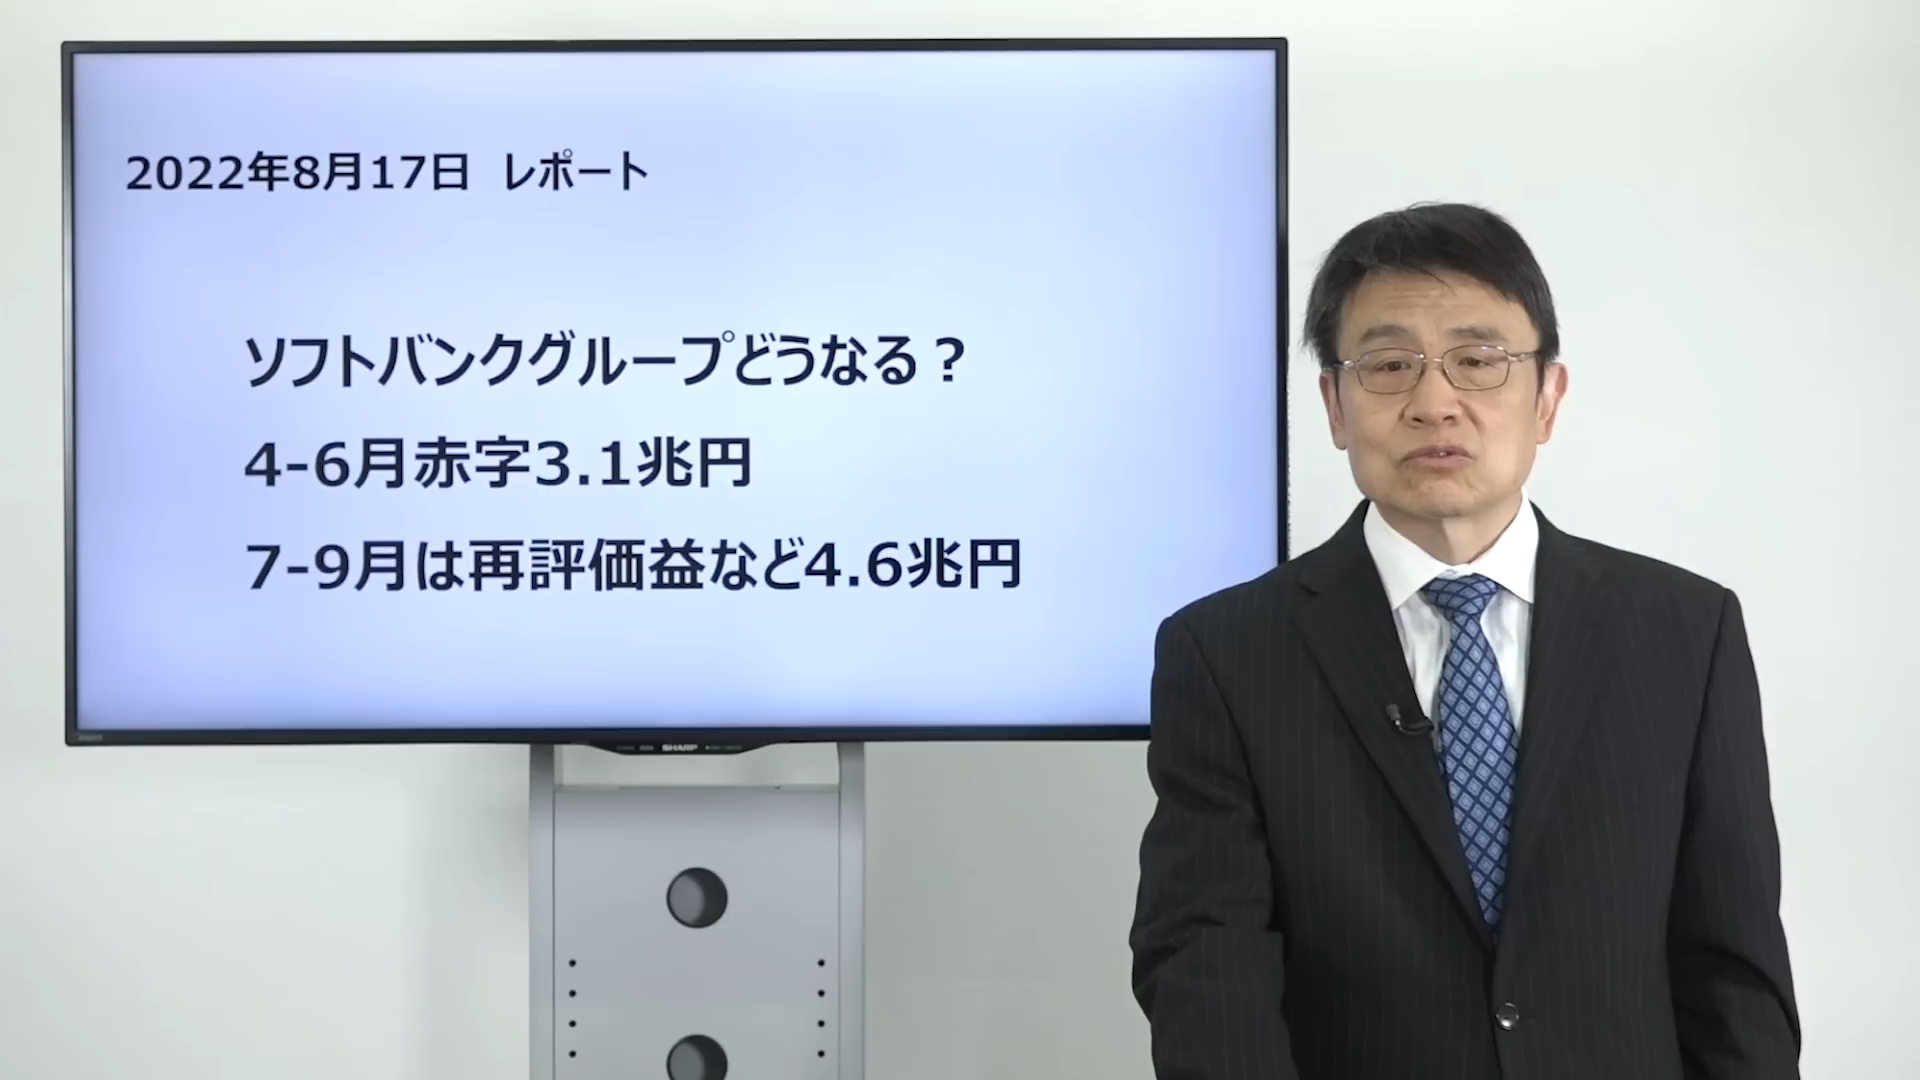 2022年8月17日 レポート
ソフトバンクグループどうなる？
4-6月赤字3.1兆円
7-9月は再評価益など4.6兆円
SHARP